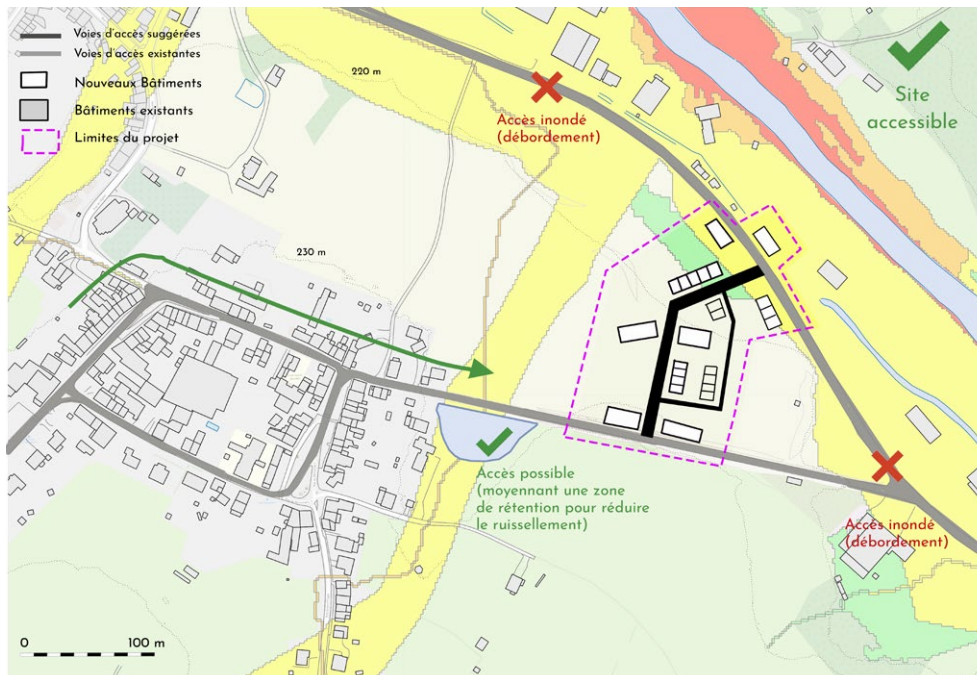 Voies d'accès suggérées
Voies d'accès existantes
Nouveaux Bâtiments
Bâtiments existants
Limites du projet
220 m
Accès inondé
(débordement)
Site
accessible
230 m
Accès possible
(moyennant une zone
de rétention pour réduire
le ruissellement)
Accès inondé
(débordement)
0
100 m